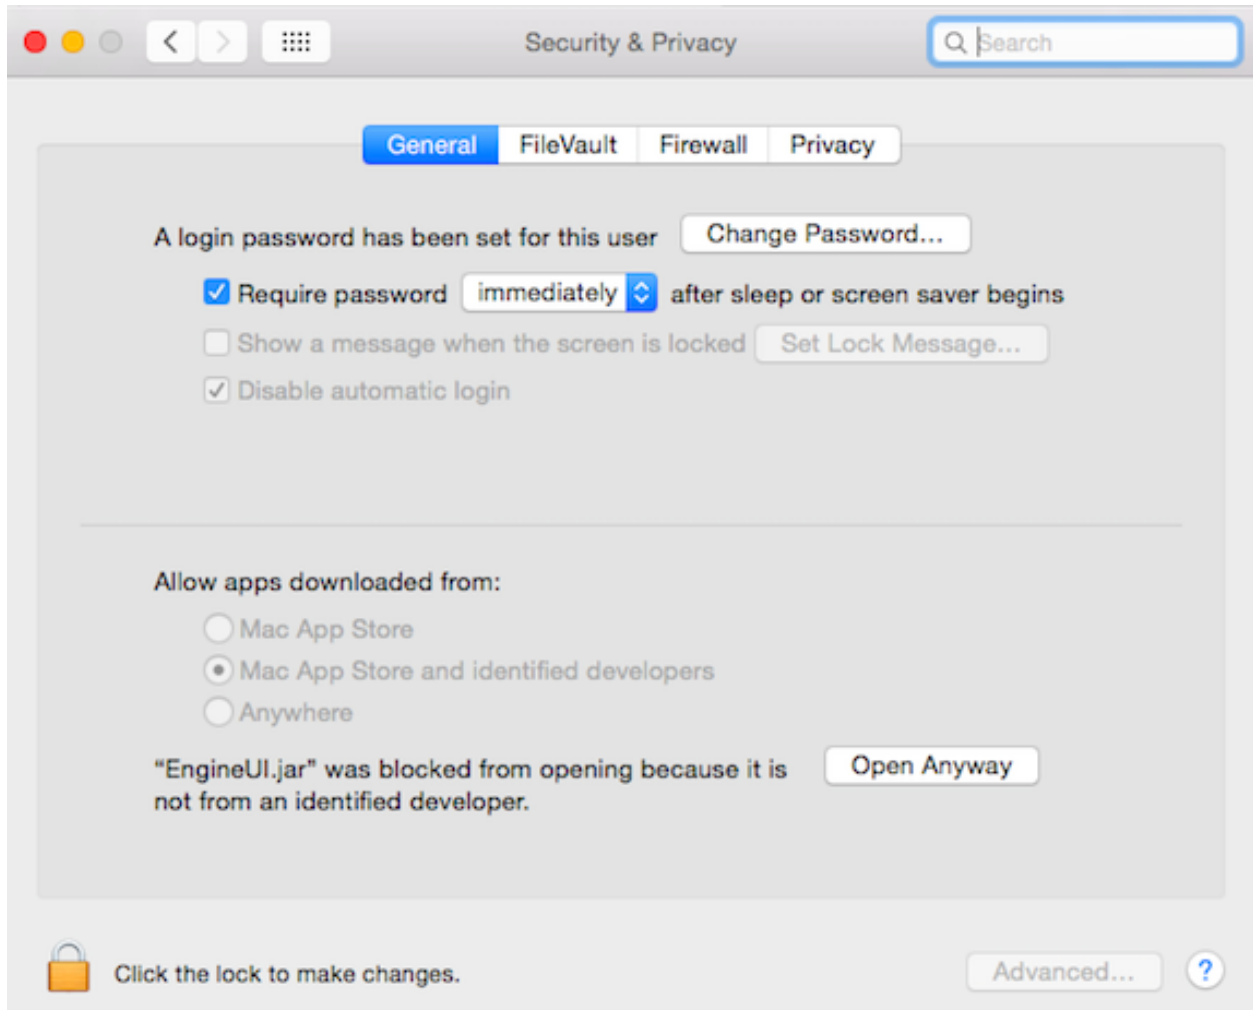 Security & Privacy
Search
General
FileVault
Firewall
Privacy
A login password has been set for this user
Change Password...
Require password
immediately
after sleep or screen saver begins
Show a message when the screen is locked
Set Lock Message...
Disable automatic login
Allow apps downloaded from:
Mac App Store
Mac App Store and identified developers
Anywhere
“EngineUI.jar” was blocked from opening because it is
not from an identified developer.
Open Anyway
Click the lock to make changes.
Advanced...
?